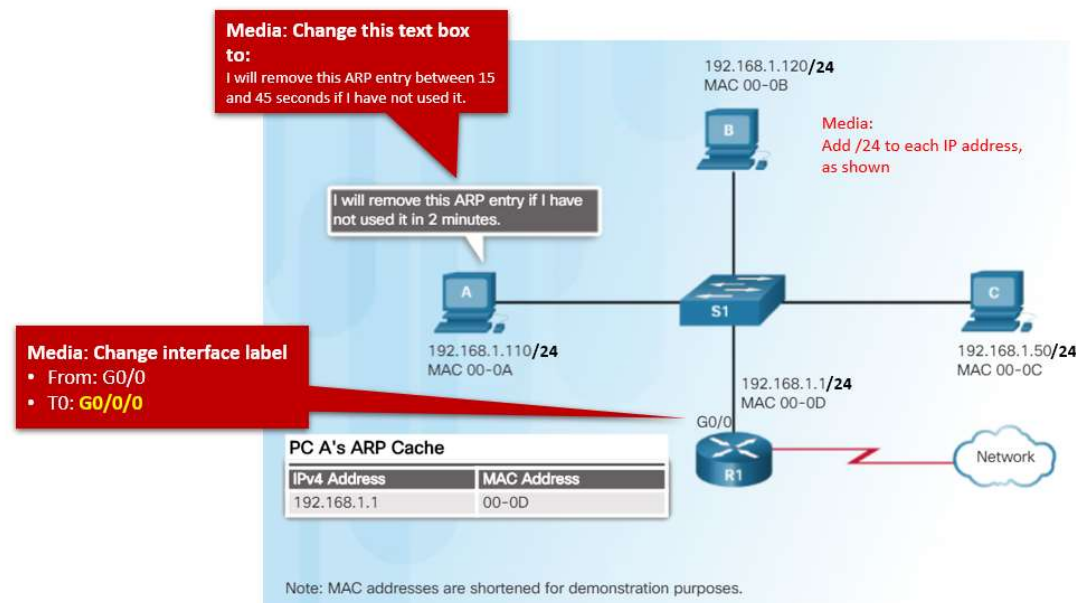 Media: Change this text box
to:
I will remove this ARP entry between 15
and 45 seconds if I have not used it.
192.168.1.120/24
MAC 00-0B
B
Media:
Add /24 to each IP address,
as shown
I will remove this ARP entry if I have
not used it in 2 minutes.
A
S1
C
192.168.1.110/24
MAC 00-0A
192.168.1.50/24
MAC 00-0C
Media: Change interface label
• From: G0/0
• T0: G0/0/0
192.168.1.1/24
MAC 00-0D
G0/0
R1
Network
PC A's ARP Cache
IPv4 Address MAC Address
192.168.1.1 00-0D
Note: MAC addresses are shortened for demonstration purposes.